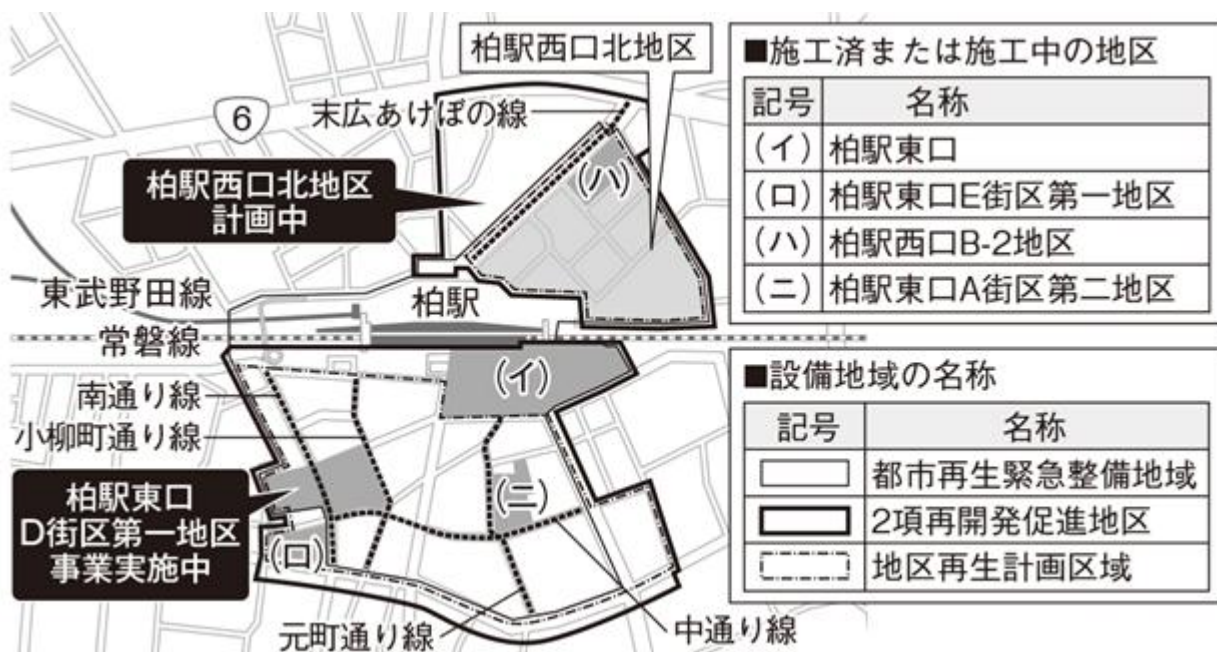 柏駅西口北地区
6
末広あけぼの線
柏駅西口北地区
計画中
(ハ)
東武野田線
柏駅
常磐線
(イ)
南通り線
小柳町通り線
柏駅東口
D街区第一地区
事業実施中
(ニ)
(ロ)
元町通り線
中通り線
■施工済または施工中の地区
記号 名称
(イ) 柏駅東口
(ロ) 柏駅東口E街区第一地区
(ハ) 柏駅西口B-2地区
(ニ) 柏駅東口A街区第二地区
■設備地域の名称
記号 名称
都市再生緊急整備地域
2項再開発促進地区
地区再生計画区域